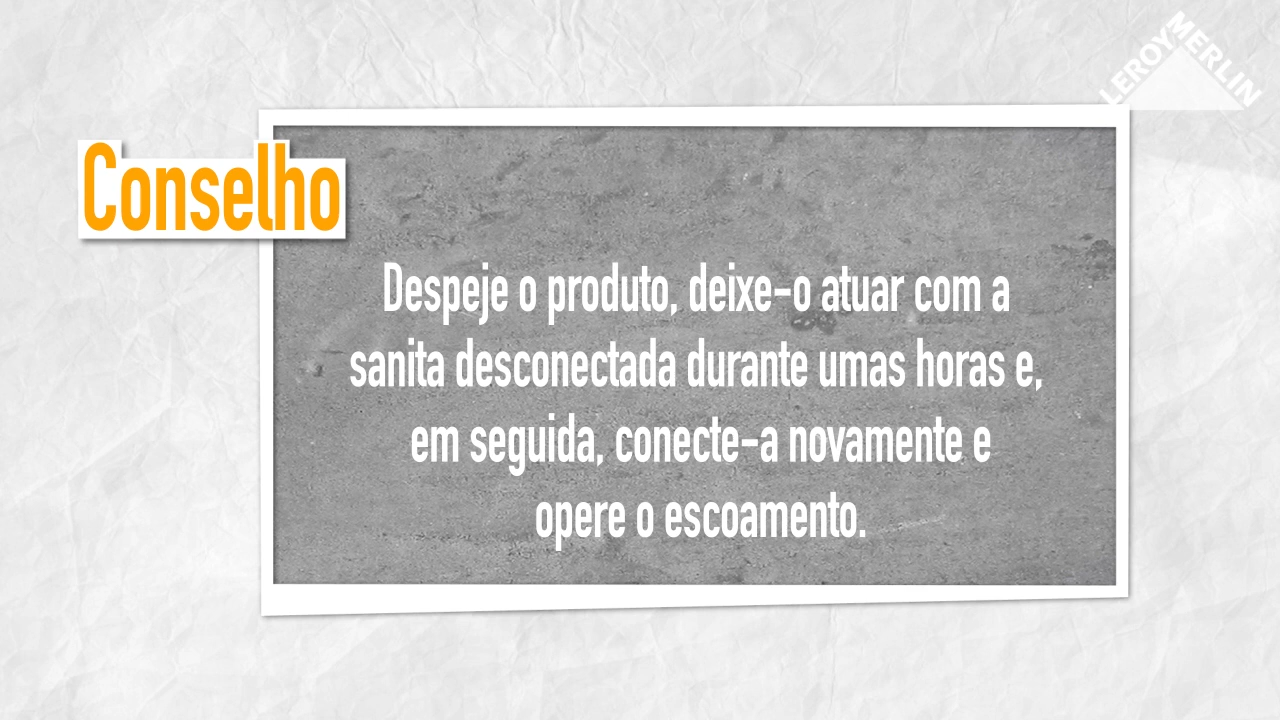 LEROY MERLIN
Conselho
Despeje o produto, deixe-o atuar com a
sanita desconectada durante umas horas e,
em seguida, conecte-a novamente e
opere o escoamento.